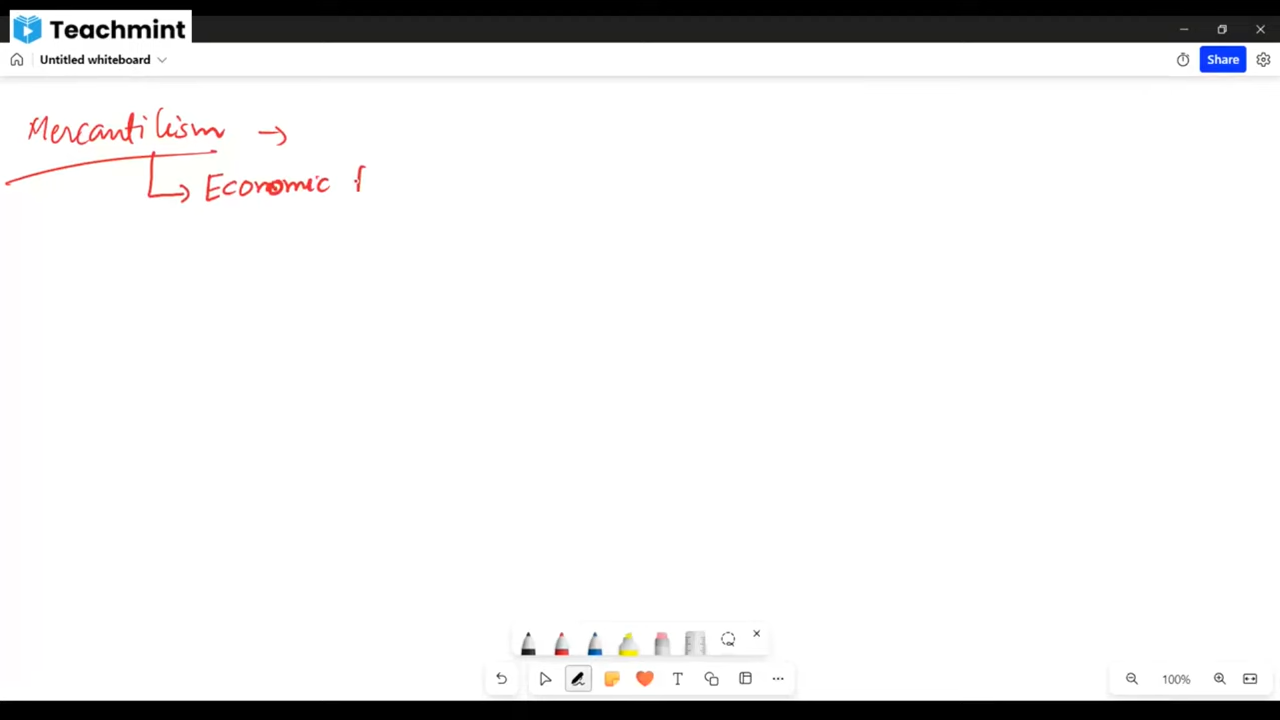 Teachmint
Untitled whiteboard
Share
Mercantilism →
Economic
T
100%